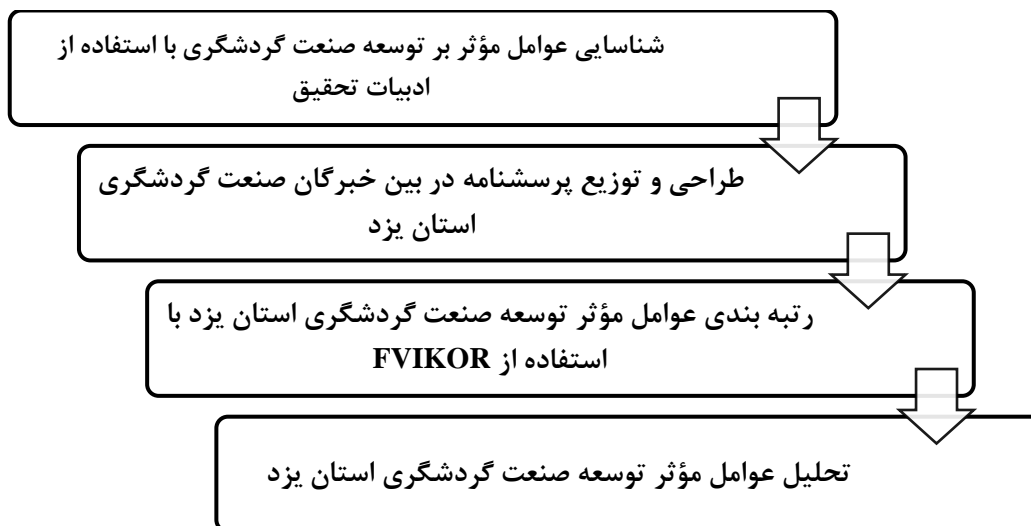 شناسایی عوامل مؤثر بر توسعه صنعت گردشگری با استفاده از
ادبیات تحقیق
طراحی و توزیع پرسشنامه در بین خبرگان صنعت گردشگری
استان یزد
رتبه بندی عوامل مؤثر توسعه صنعت گردشگری استان یزد با
استفاده از FVIKOR
تحلیل عوامل مؤثر توسعه صنعت گردشگری استان یزد